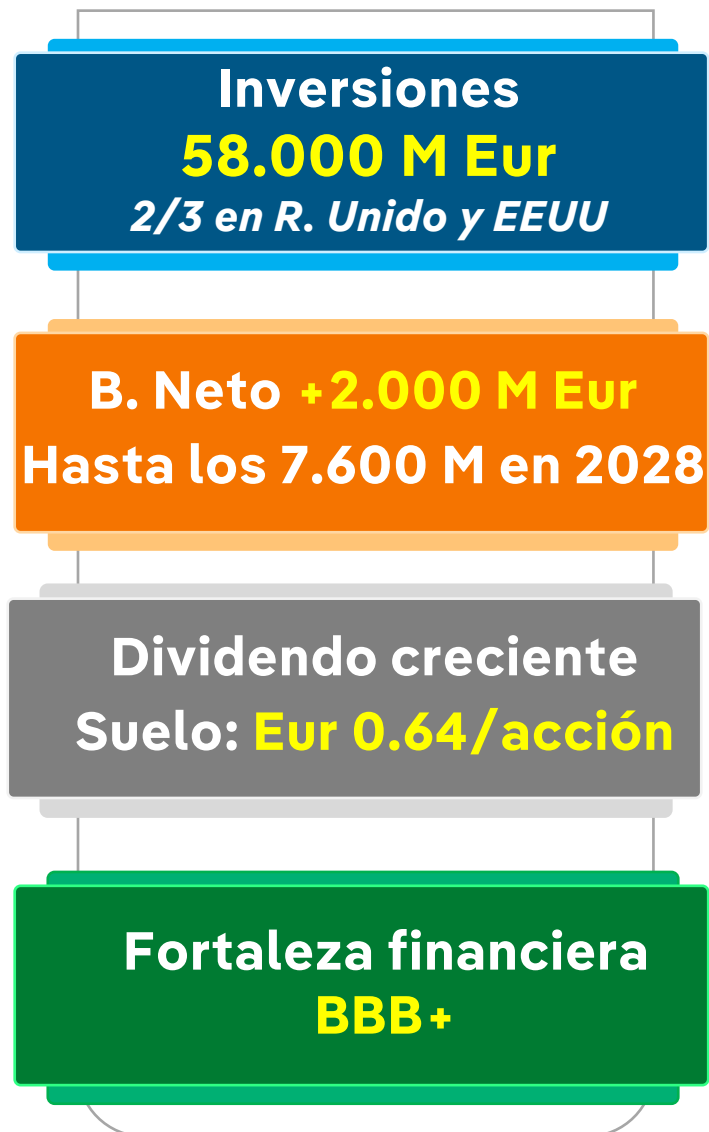 Inversiones
58.000 M Eur
2/3 en R. Unido y EEUU
B. Neto +2.000 M Eur
Hasta los 7.600 M en 2028
Dividendo creciente
Suelo: Eur 0.64/acción
Fortaleza financiera
BBB+